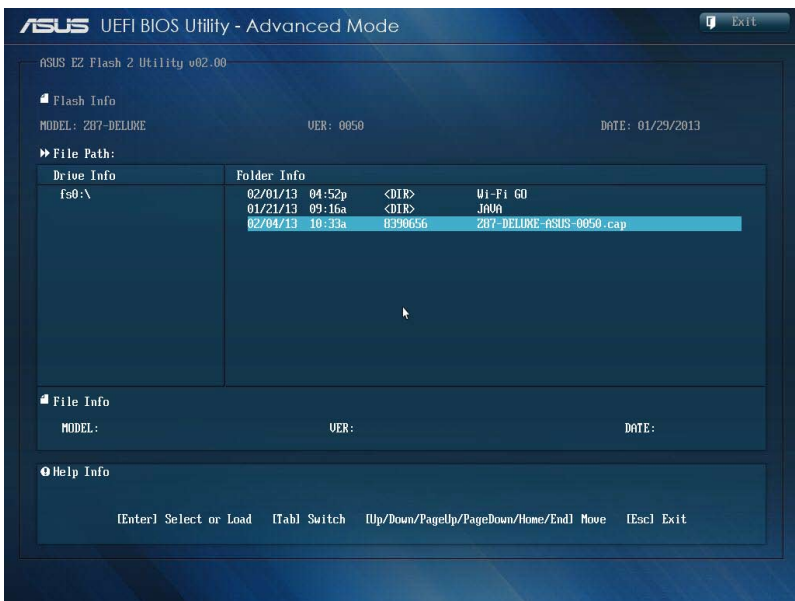 ASUS UEFI BIOS Utility - Advanced Mode
Exit
ASUS EZ Flash 2 Utility v02.00
Flash Info
MODEL: Z87-DELUXE VER: 0050 DATE: 01/29/2013
File Path:
Drive Info Folder Info
fs0:\ 02/01/13 04:52p <DIR> Wi-Fi GO
01/21/13 09:16a <DIR> JAVA
02/04/13 10:33a 8390656 Z87-DELUXE-ASUS-0050.cap
File Info
MODEL: VER: DATE:
Help Info
[Enter] Select or Load [Tab] Switch [Up/Down/PageUp/PageDown/Home/End] Move [Esc] Exit